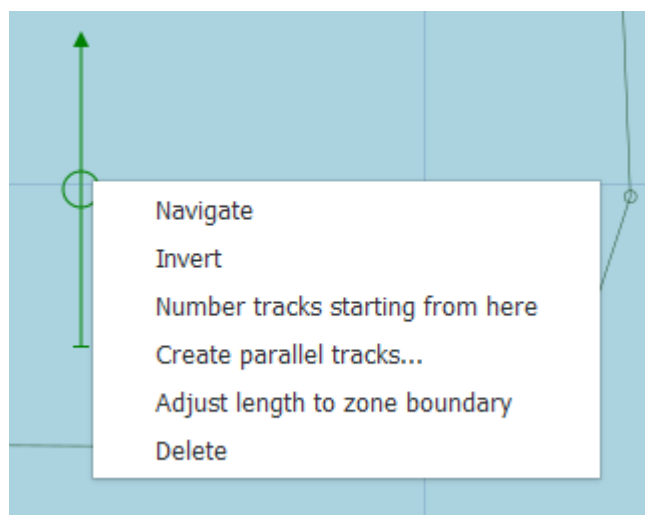 Navigate
Invert
Number tracks starting from here
Create parallel tracks...
Adjust length to zone boundary
Delete